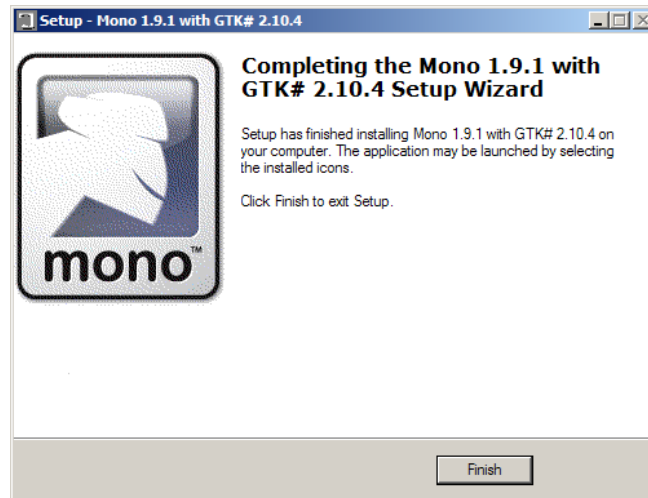 Setup - Mono 1.9.1 with GTK# 2.10.4
Completing the Mono 1.9.1 with
GTK# 2.10.4 Setup Wizard
Setup has finished installing Mono 1.9.1 with GTK# 2.10.4 on
your computer. The application may be launched by selecting
the installed icons.
Click Finish to exit Setup.
mono™
Finish